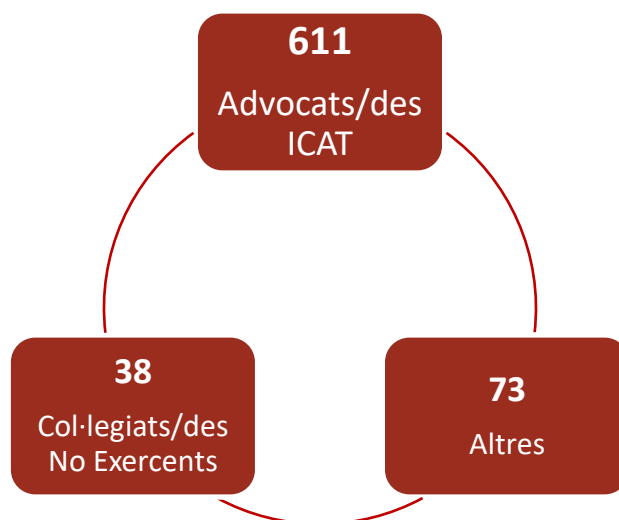 611
Advocats/des
ICAT
38
Col·legiats/des
No Exercents
73
Altres